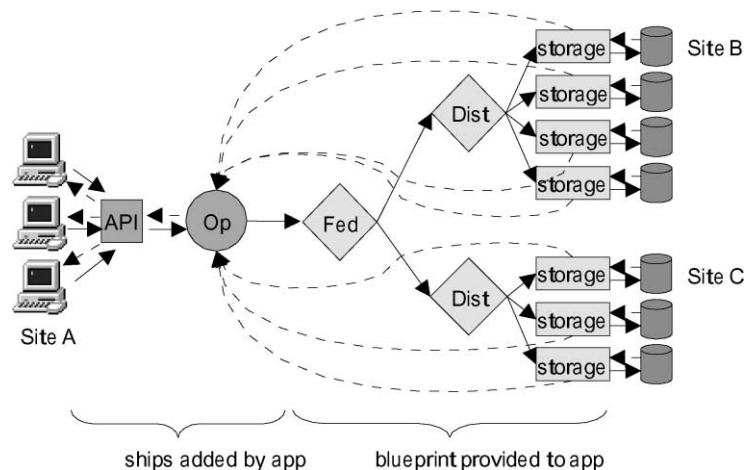 storage
Site B
storage
Dist
storage
storage
API
Op
Fed
storage
Site C
Dist
storage
storage
Site A
ships added by app
blueprint provided to app